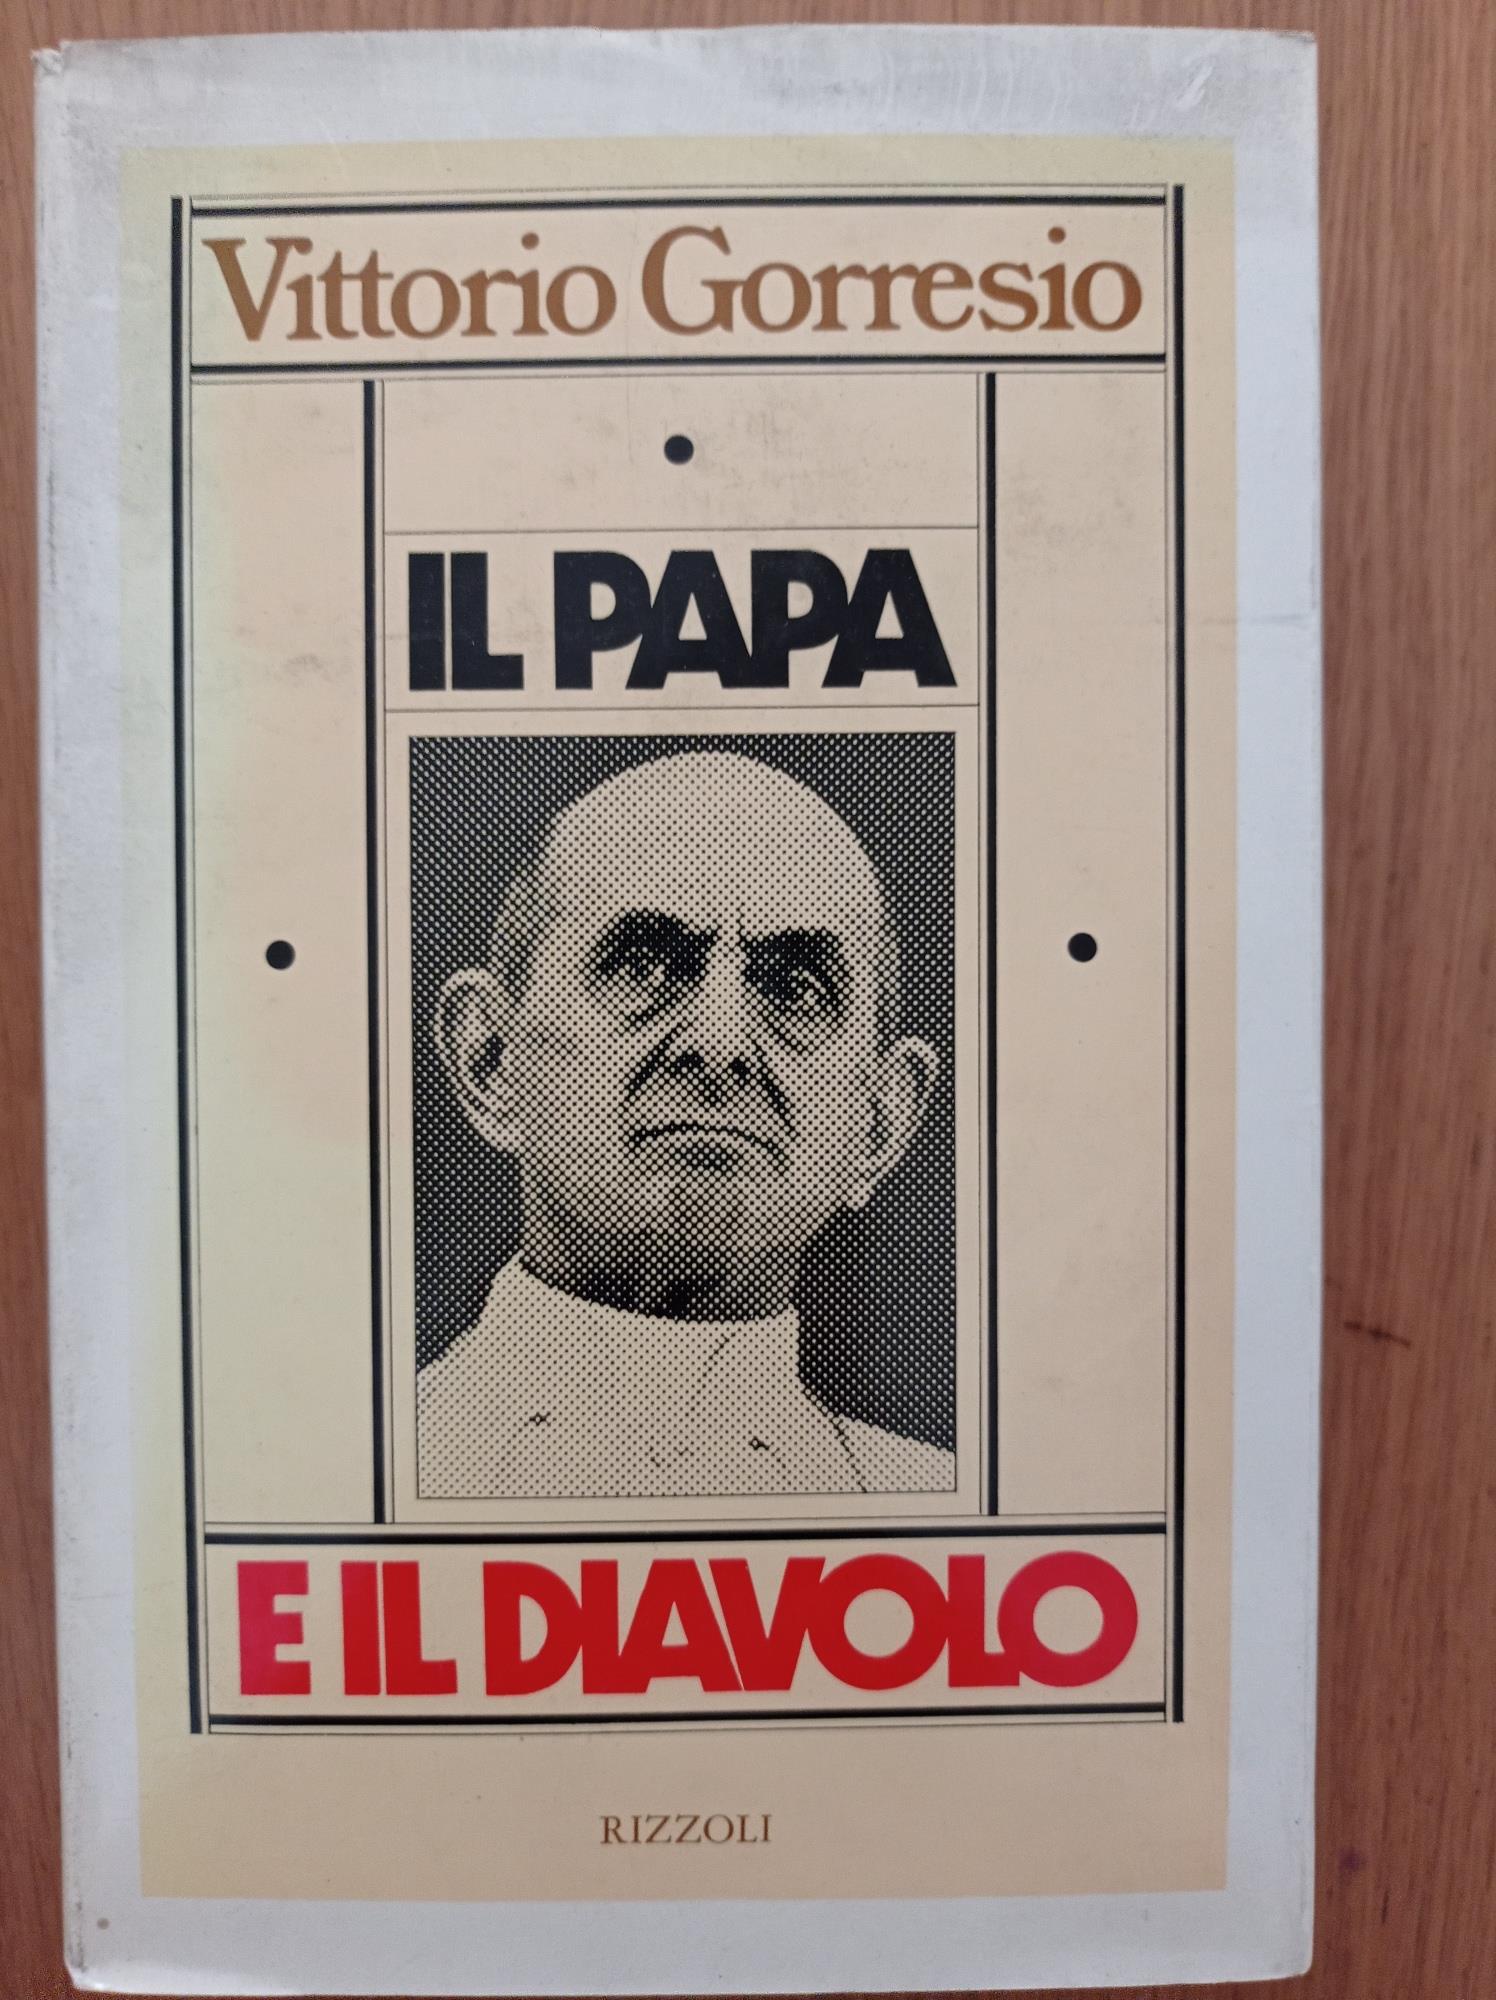 Vittorio Gorresio
IL PAPA
E IL DIAVOLO
RIZZOLI